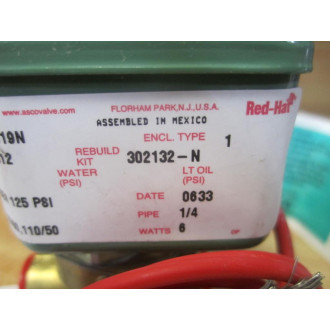 www.ascovalve.com FLORHAM PARK,N.J.,U.S.A. Red-Hat
ASSEMBLED IN MEXICO
19N ENCL. TYPE 1
12 REBUILD KIT 302132-N
WATER (PSI) LT OIL (PSI)
125 PSI DATE 0633
PIPE 1/4
110/50 WATTS 6